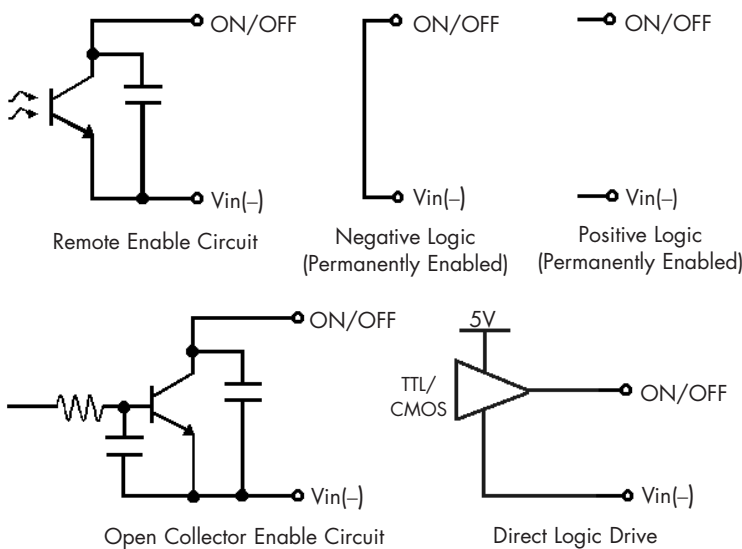 ON/OFF
Vin(–)
Remote Enable Circuit
ON/OFF
Vin(–)
Negative Logic
(Permanently Enabled)
ON/OFF
Vin(–)
Positive Logic
(Permanently Enabled)
ON/OFF
Vin(–)
Open Collector Enable Circuit
5V
TTL/
CMOS
ON/OFF
Vin(–)
Direct Logic Drive